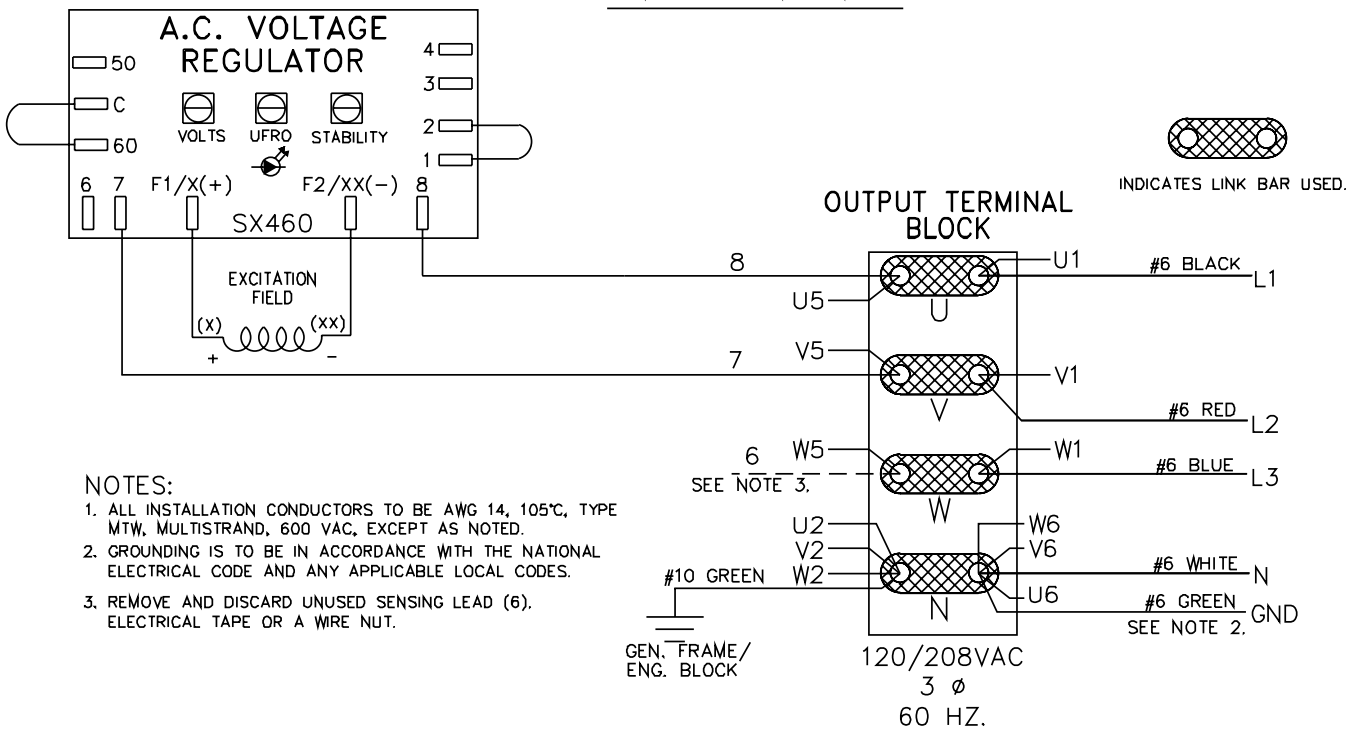 A.C. VOLTAGE
REGULATOR
50
C
60
4
3
2
1
VOLTS
UFRO
STABILITY
6
7
F1/X(+)
F2/XX(-)
8
SX460
EXCITATION
FIELD
(X)
(XX)
+
-
INDICATES LINK BAR USED.
OUTPUT TERMINAL
BLOCK
8
U5
U1
#6 BLACK
L1
U
7
V5
V1
V
#6 RED
L2
6
SEE NOTE 3.
W5
W1
#6 BLUE
L3
W
U2
V2
W2
#10 GREEN
W6
V6
U6
#6 WHITE
N
N
#6 GREEN
GND
SEE NOTE 2.
GEN. FRAME/
ENG. BLOCK
120/208VAC
3 ø
60 HZ.
NOTES:
1. ALL INSTALLATION CONDUCTORS TO BE AWG 14, 105°C, TYPE
MTW, MULTISTRAND, 600 VAC, EXCEPT AS NOTED.
2. GROUNDING IS TO BE IN ACCORDANCE WITH THE NATIONAL
ELECTRICAL CODE AND ANY APPLICABLE LOCAL CODES.
3. REMOVE AND DISCARD UNUSED SENSING LEAD (6).
ELECTRICAL TAPE OR A WIRE NUT.